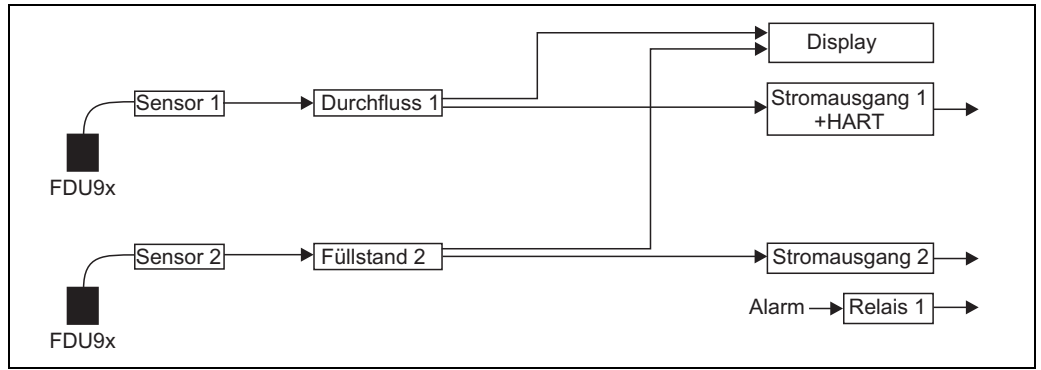 Display
Sensor 1
Durchfluss 1
Stromausgang 1
+HART
FDU9x
Sensor 2
Füllstand 2
Stromausgang 2
Alarm
Relais 1
FDU9x